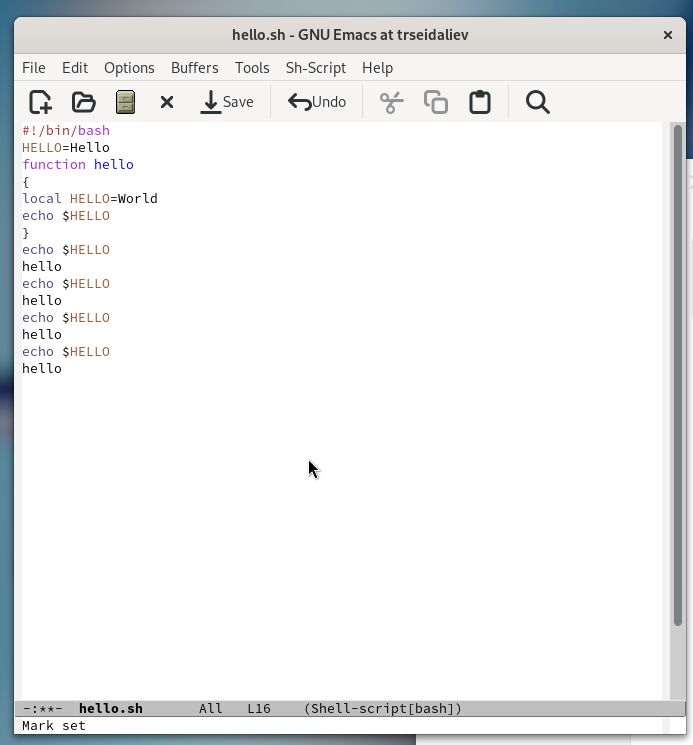 hello.sh - GNU Emacs at trseidaliev
File Edit Options Buffers Tools Sh-Script Help
Save Undo
#!/bin/bash
HELLO=Hello
function hello
{
local HELLO=World
echo $HELLO
}
echo $HELLO
hello
echo $HELLO
hello
echo $HELLO
hello
echo $HELLO
hello
-:**- hello.sh All L16 (Shell-script[bash])
Mark set